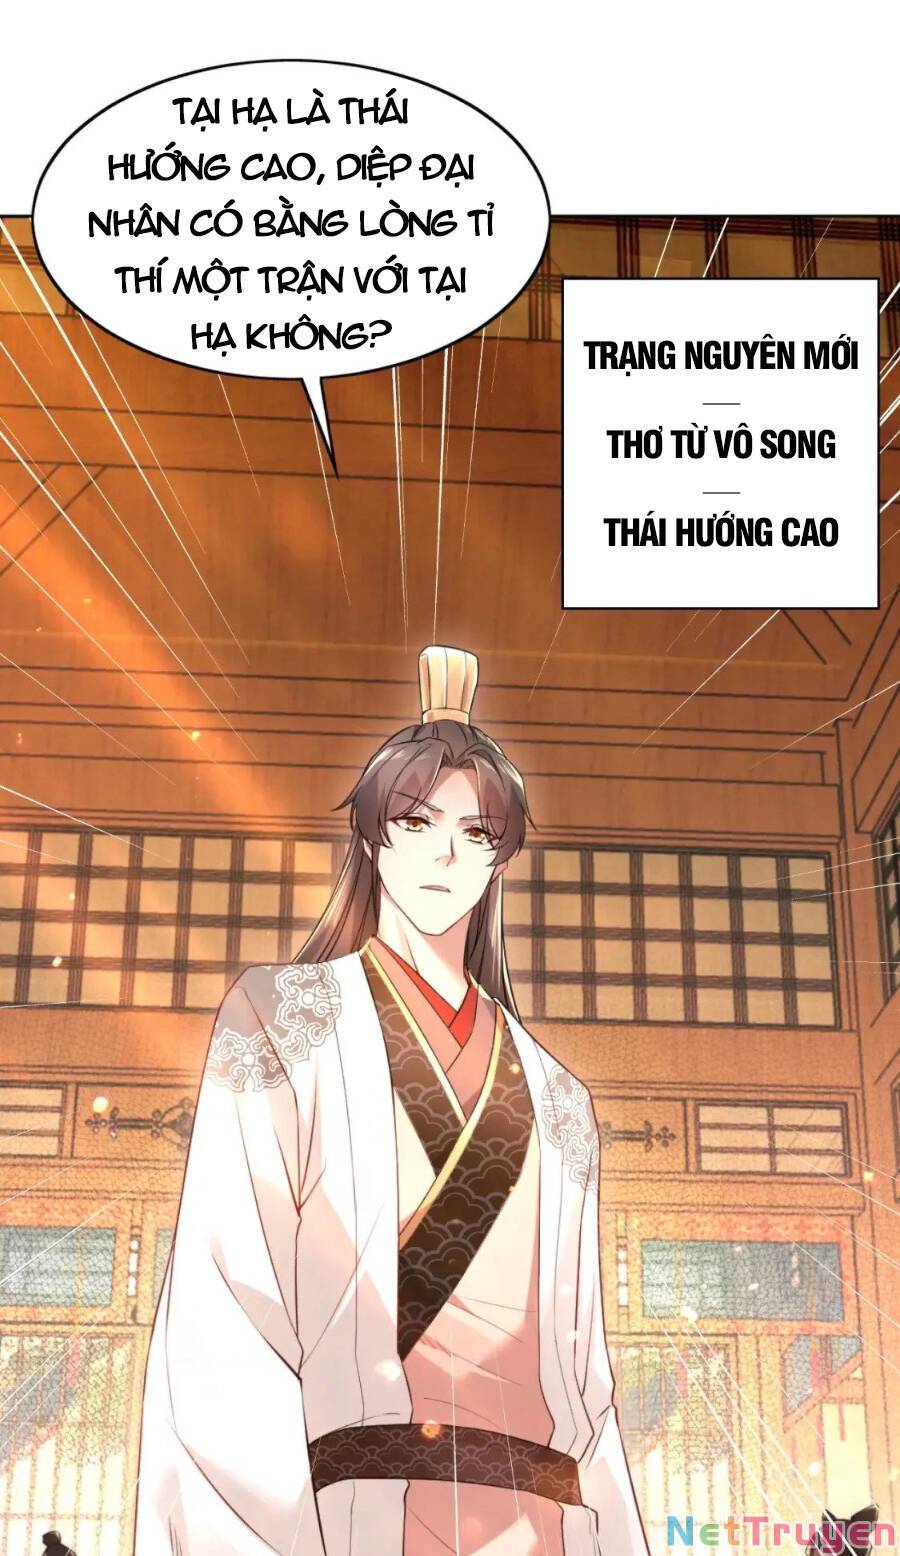 TẠI HẠ LÀ THÁI
HƯỚNG CAO, DIỆP ĐẠI
NHÂN CÓ BẰNG LÒNG TỈ
THÍ MỘT TRẬN VỚI TẠI
HẠ KHÔNG?
TRẠNG NGUYÊN MỚI
THƠ TỪ VÔ SONG
THÁI HƯỚNG CAO
NetTruyen